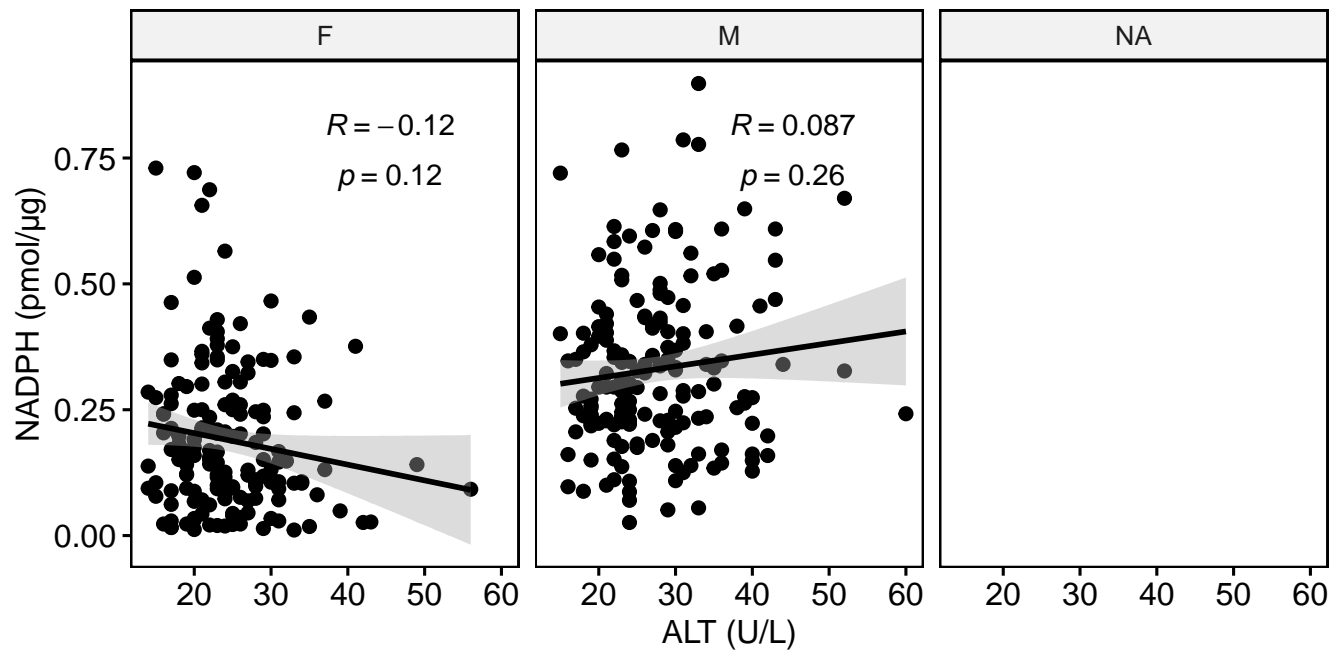 F
M
NA
R = −0.12
p = 0.12
R = 0.087
p = 0.26
NADPH (pmol/µg)
0.75
0.50
0.25
0.00
20 30 40 50 60
20 30 40 50 60
20 30 40 50 60
ALT (U/L)